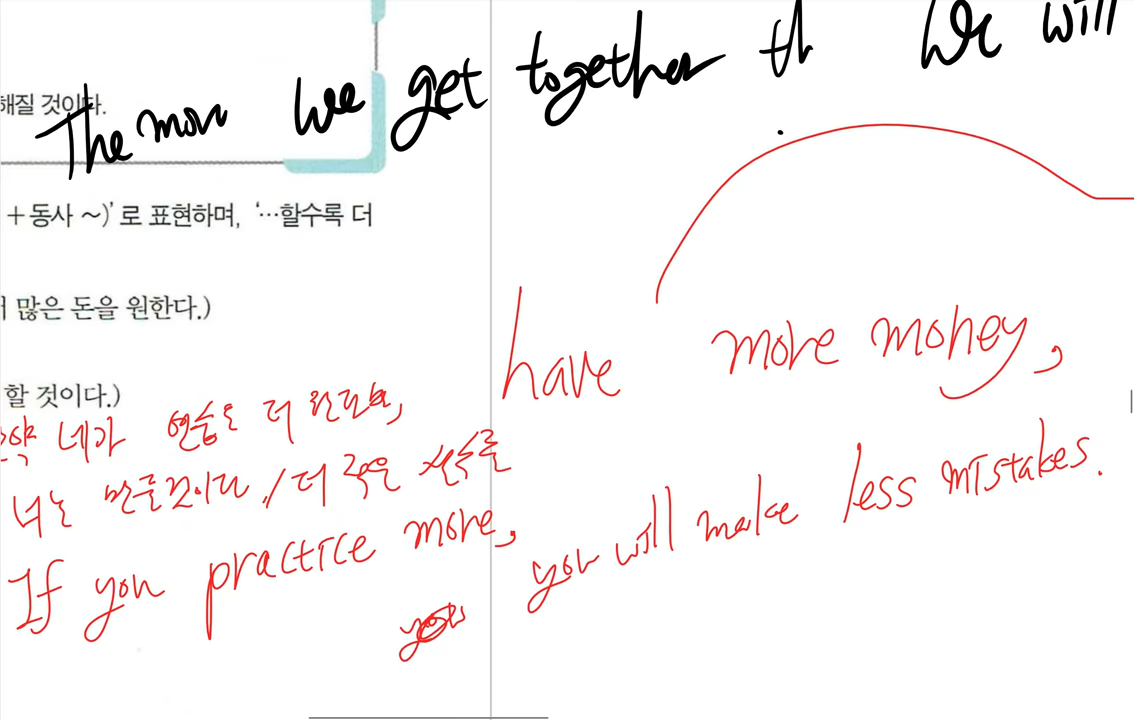 The more we get together th we will
해질 것이다.
+ 동사 ~)’로 표현하며, ‘…할수록 더
많은 돈을 원한다.)
have more money,
할 것이다.)
네가 연습을 더 한다면,
너는 만들것이다 // 더 적은 실수를
If you practice more, you will make less mistakes.
you